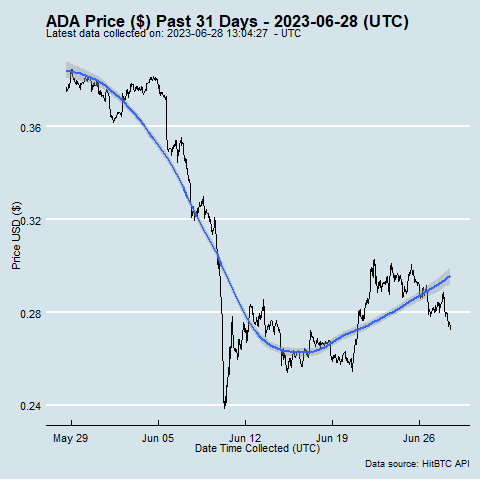 ADA Price ($) Past 31 Days - 2023-06-28 (UTC)
Latest data collected on: 2023-06-28 13:04:27 - UTC
Price USD ($)
0.36
0.32
0.28
0.24
May 29 Jun 05 Jun 12 Jun 19 Jun 26
Date Time Collected (UTC)
Data source: HitBTC API